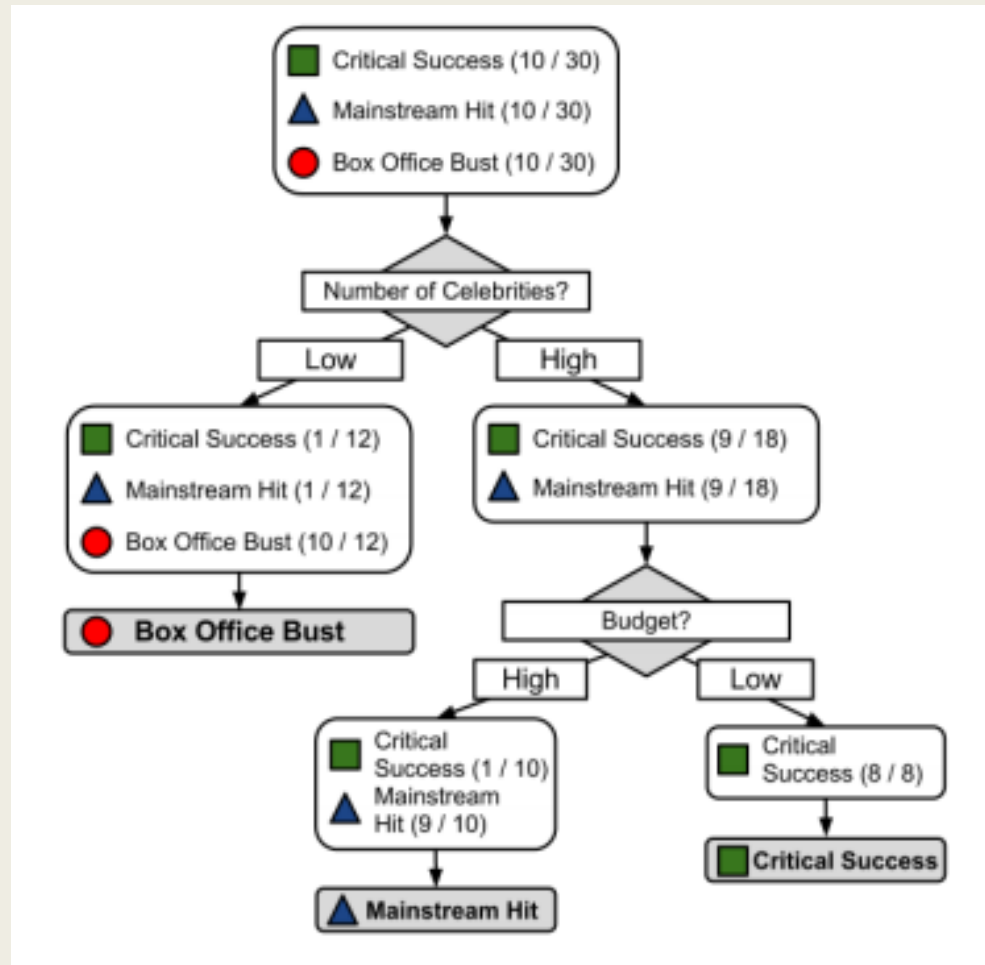 Critical Success (10 / 30)
Mainstream Hit (10 / 30)
Box Office Bust (10 / 30)
Number of Celebrities?
Low
High
Critical Success (1 / 12)
Mainstream Hit (1 / 12)
Box Office Bust (10 / 12)
Box Office Bust
Critical Success (9 / 18)
Mainstream Hit (9 / 18)
Budget?
High
Low
Critical
Success (1 / 10)
Mainstream
Hit (9 / 10)
Mainstream Hit
Critical
Success (8 / 8)
Critical Success